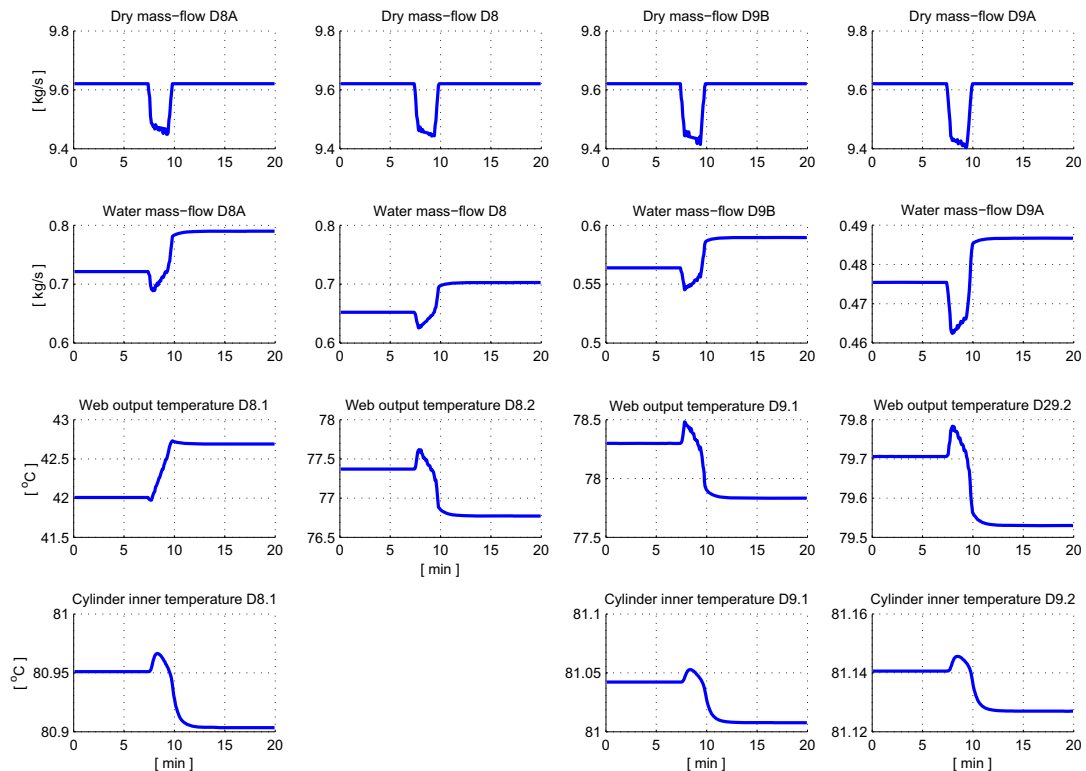 Dry mass−flow D8A
Dry mass−flow D8
Dry mass−flow D9B
Dry mass−flow D9A
[ kg/s ]
9.8
9.6
9.4
0 5 10 15 20
9.8
9.6
9.4
0 5 10 15 20
9.8
9.6
9.4
0 5 10 15 20
9.8
9.6
9.4
0 5 10 15 20
Water mass−flow D8A
Water mass−flow D8
Water mass−flow D9B
Water mass−flow D9A
[ kg/s ]
0.8
0.7
0.6
0 5 10 15 20
0.8
0.7
0.6
0 5 10 15 20
0.6
0.55
0.5
0 5 10 15 20
0.49
0.48
0.47
0.46
0 5 10 15 20
Web output temperature D8.1
Web output temperature D8.2
Web output temperature D9.1
Web output temperature D29.2
[ °C ]
43
42.5
42
41.5
0 5 10 15 20
78
77.5
77
76.5
0 5 10 15 20
[ min ]
78.5
78
77.5
0 5 10 15 20
79.8
79.7
79.6
79.5
0 5 10 15 20
Cylinder inner temperature D8.1
Cylinder inner temperature D9.1
Cylinder inner temperature D9.2
[ °C ]
81
80.95
80.9
0 5 10 15 20
[ min ]
81.1
81.05
81
0 5 10 15 20
[ min ]
81.16
81.14
81.12
0 5 10 15 20
[ min ]